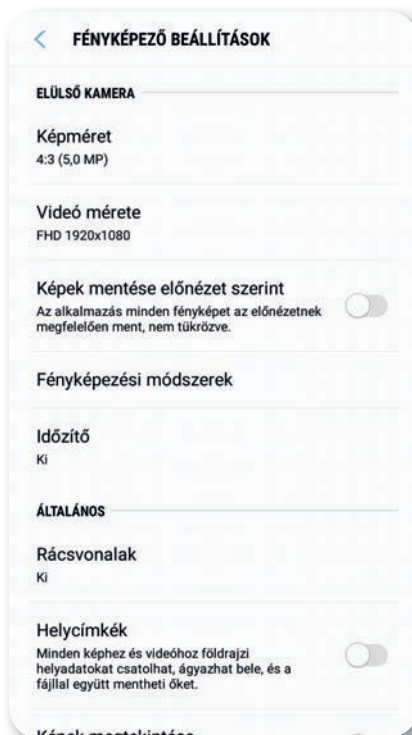 FÉNYKÉPEZŐ BEÁLLÍTÁSOK
ELÜLSŐ KAMERA
Képméret
4:3 (5,0 MP)
Videó mérete
FHD 1920x1080
Képek mentése előnézet szerint
Az alkalmazás minden fényképet az előnézetnek
megfelelően ment, nem tükrözve.
Fényképezési módszerek
Időzítő
Ki
ÁLTALÁNOS
Rácsvonalak
Ki
Helycímkék
Minden képhez és videóhoz földrajzi
helyadatokat csatolhat, ágyazhat bele, és a
fájllal együtt mentheti őket.
Képek megtekintése